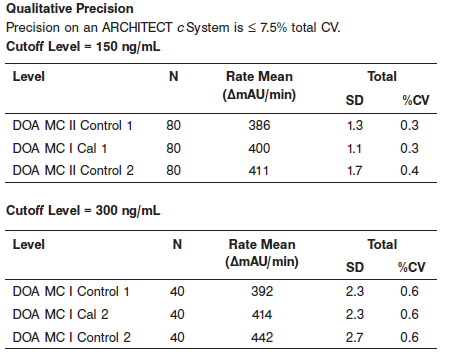 Qualitative Precision
Precision on an ARCHITECT c System is ≤ 7.5% total CV.
Cutoff Level = 150 ng/mL
Level N Rate Mean Total
(ΔmAU/min) SD %CV
DOA MC II Control 1 80 386 1.3 0.3
DOA MC I Cal 1 80 400 1.1 0.3
DOA MC II Control 2 80 411 1.7 0.4
Cutoff Level = 300 ng/mL
Level N Rate Mean Total
(ΔmAU/min) SD %CV
DOA MC I Control 1 40 392 2.3 0.6
DOA MC I Cal 2 40 414 2.3 0.6
DOA MC I Control 2 40 442 2.7 0.6